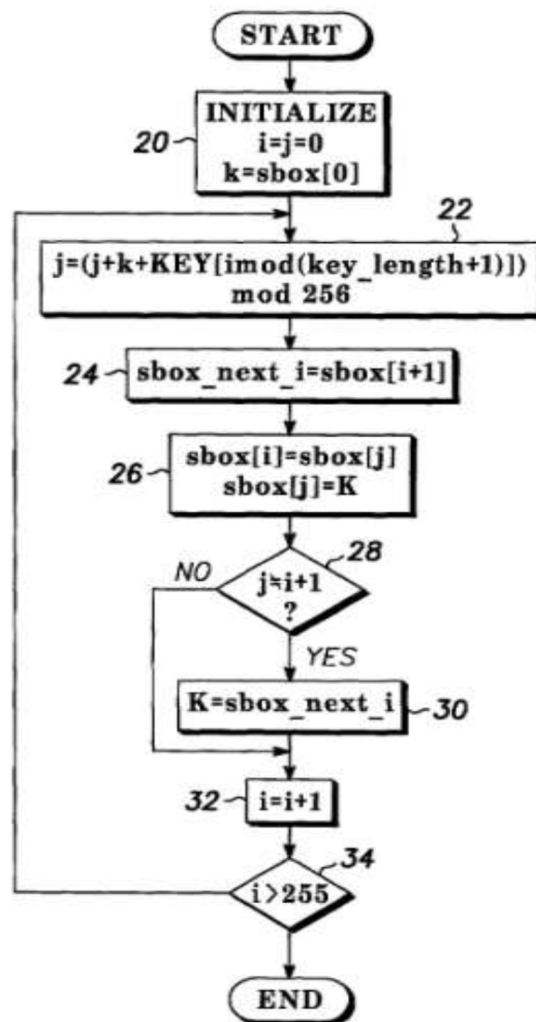 START
INITIALIZE
i=j=0
k=sbox[0]
20
22
j=(j+k+KEY[imod(key_length+1)])
mod 256
24
sbox_next_i=sbox[i+1]
26
sbox[i]=sbox[j]
sbox[j]=K
28
NO
j≒i+1
?
YES
K=sbox_next_i
30
32
i=i+1
34
i>255
END